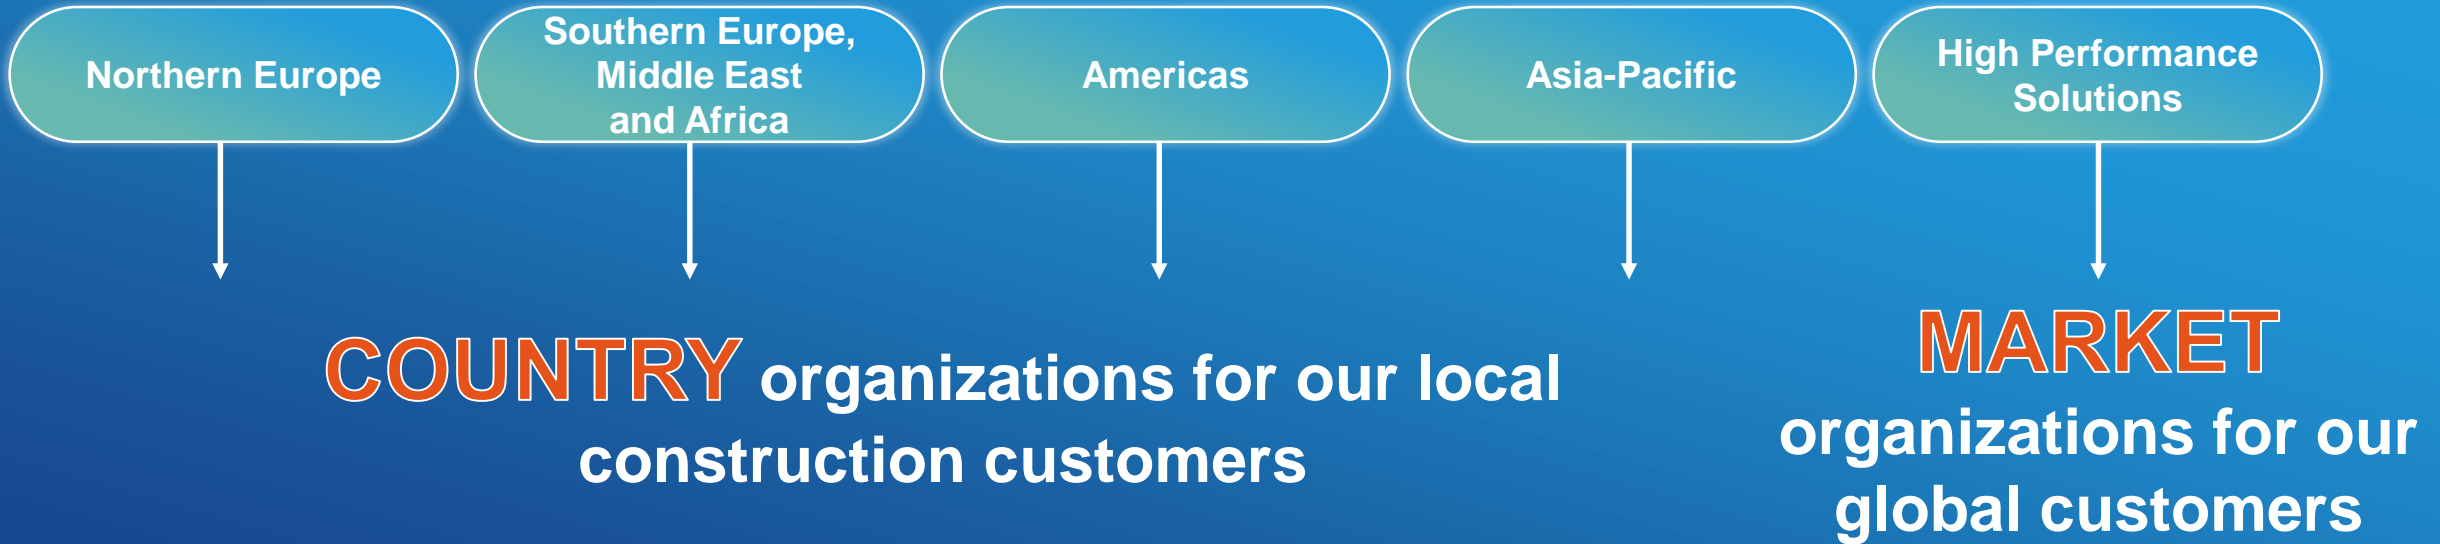 Northern Europe
Southern Europe,
Middle East
and Africa
Americas
Asia-Pacific
High Performance
Solutions
COUNTRY organizations for our local
construction customers
MARKET
organizations for our
global customers